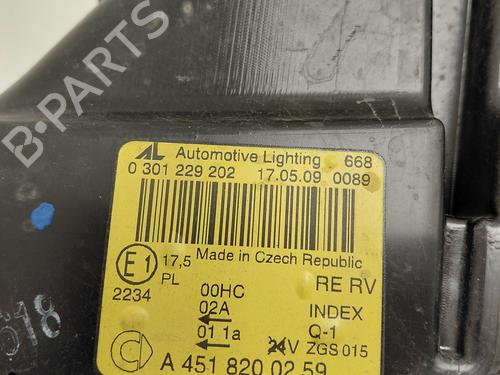 B-PARTS
AL Automotive Lighting 668
0 301 229 202 17.05.09 0089
Made in Czech Republic
E1 17,5
PL
2234
00HC
RE RV
02A
INDEX
01 1a
Q-1
24V ZGS 015
A 451 820 02 59
618